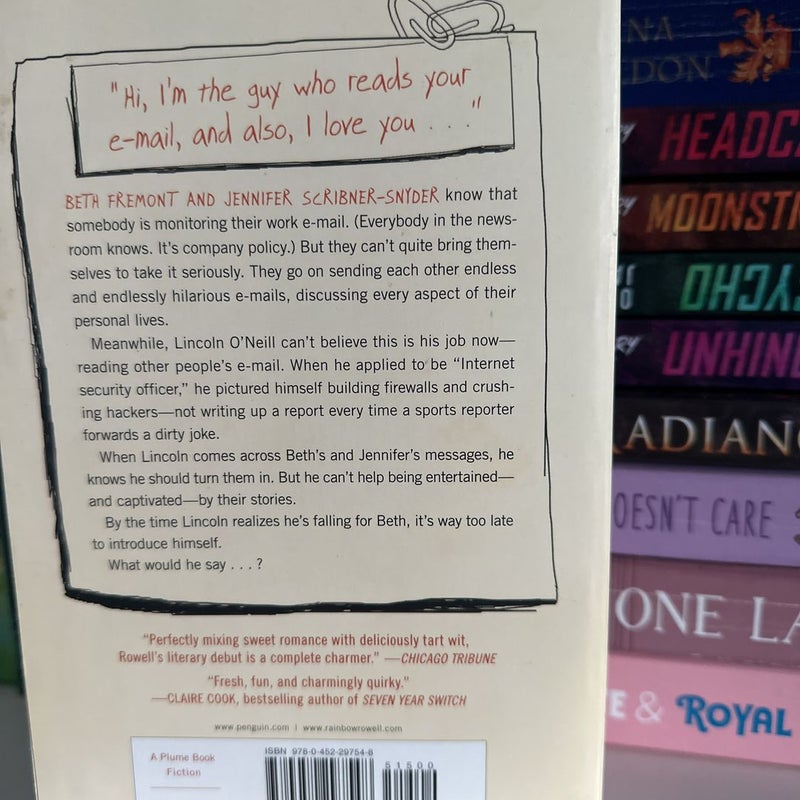 "Hi, I'm the guy who reads your
e-mail, and also, I love you . . ."
BETH FREMONT AND JENNIFER SCRIBNER-SNYDER know that
somebody is monitoring their work e-mail. (Everybody in the news-
room knows. It's company policy.) But they can't quite bring them-
selves to take it seriously. They go on sending each other endless
and endlessly hilarious e-mails, discussing every aspect of their
personal lives.
Meanwhile, Lincoln O'Neill can't believe this is his job now—
reading other people's e-mail. When he applied to be "Internet
security officer," he pictured himself building firewalls and crush-
ing hackers—not writing up a report every time a sports reporter
forwards a dirty joke.
When Lincoln comes across Beth's and Jennifer's messages, he
knows he should turn them in. But he can't help being entertained—
and captivated—by their stories.
By the time Lincoln realizes he's falling for Beth, it's way too late
to introduce himself.
What would he say . . . ?
"Perfectly mixing sweet romance with deliciously tart wit,
Rowell's literary debut is a complete charmer." —CHICAGO TRIBUNE
"Fresh, fun, and charmingly quirky."
—CLAIRE COOK, bestselling author of SEVEN YEAR SWITCH
www.penguin.com | www.rainbowrowell.com
A Plume Book
Fiction
ISBN 978-0-452-29754-8
51500
NA
DON
HEADC
MOONST
YCHO
UNHIN
ADIAN
OESN'T CARE
ONE LA
E & ROYAL